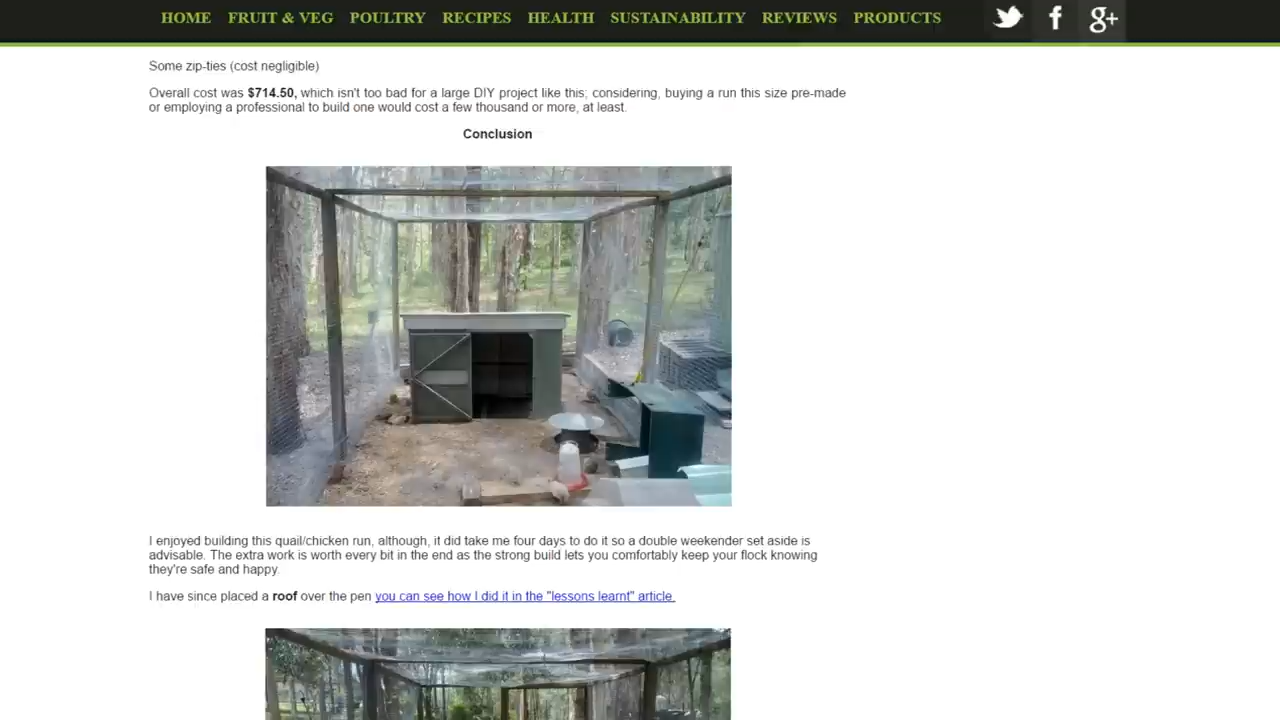 HOME FRUIT & VEG POULTRY RECIPES HEALTH SUSTAINABILITY REVIEWS PRODUCTS
Some zip-ties (cost negligible)
Overall cost was $714.50, which isn't too bad for a large DIY project like this; considering, buying a run this size pre-made
or employing a professional to build one would cost a few thousand or more, at least.
Conclusion
I enjoyed building this quail/chicken run, although, it did take me four days to do it so a double weekender set aside is
advisable. The extra work is worth every bit in the end as the strong build lets you comfortably keep your flock knowing
they're safe and happy.
I have since placed a roof over the pen you can see how I did it in the "lessons learnt" article.